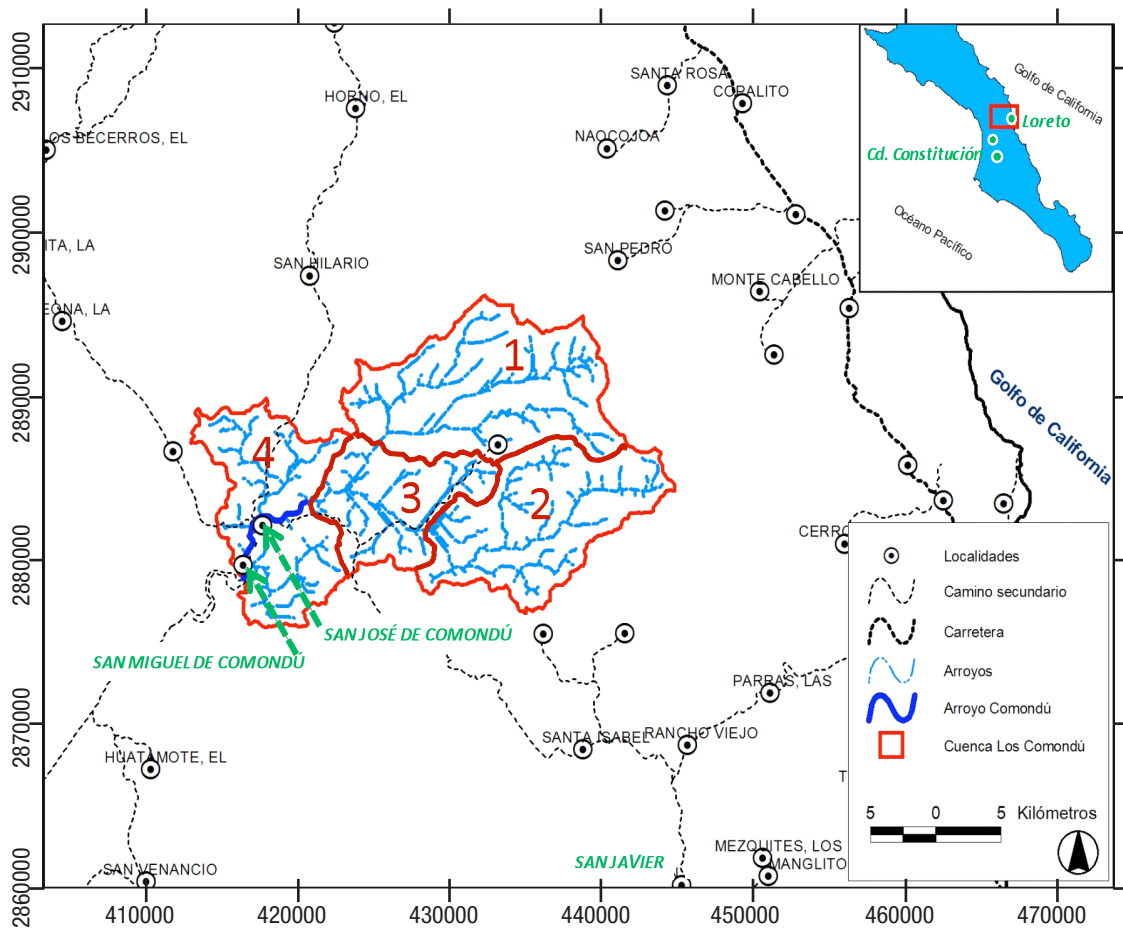 2910000
2900000
2890000
2880000
2870000
2860000
410000
420000
430000
440000
450000
460000
470000
HORNO, EL
OS BECERROS, EL
SANTA ROSA
COPALITO
NAOCOJOA
ITA, LA
SAN HILARIO
SAN PEDRO
MONTE CABELLO
EONA, LA
1
2
3
4
CERRO
SAN JOSÉ DE COMONDÚ
SAN MIGUEL DE COMONDÚ
PARRAS, LAS
SANTA ISABEL
RANCHO VIEJO
HUATAMOTE, EL
T
MEZQUITES, LOS
MANGLITO
SAN JAVIER
SAN VENANCIO
Golfo de California
Golfo de California
Loreto
Cd. Constitución
Océano Pacífico
Localidades
Camino secundario
Carretera
Arroyos
Arroyo Comondú
Cuenca Los Comondú
5 0 5 Kilómetros